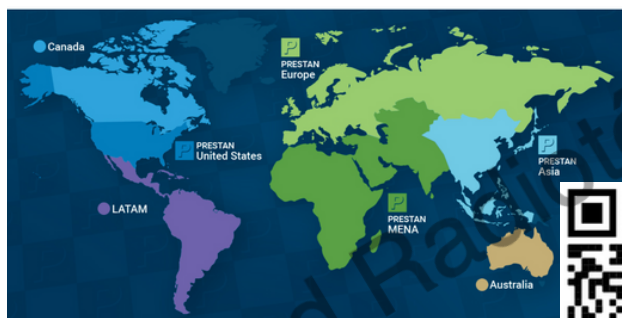 Canada
PRESTAN
Europe
P
PRESTAN
United States
P
PRESTAN
Asia
P
LATAM
P
PRESTAN
MENA
Australia